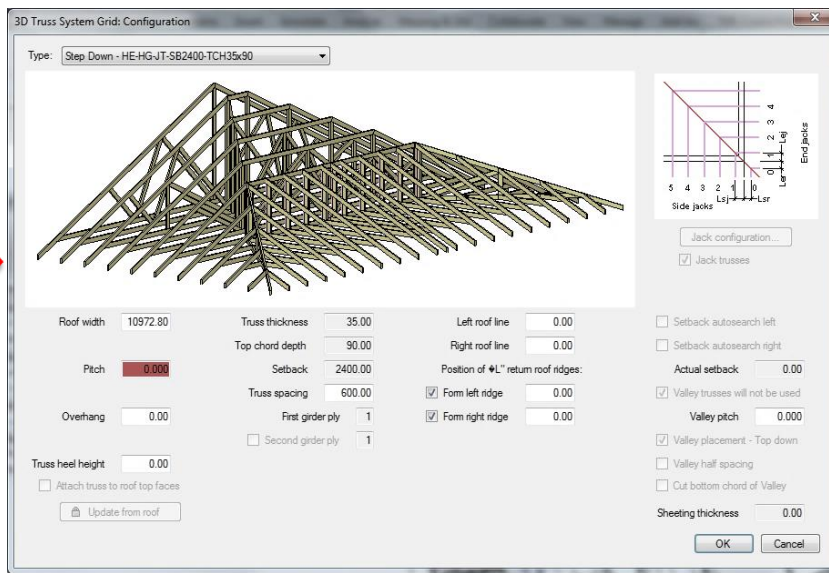 3D Truss System Grid: Configuration
Type: Step Down - HE-HG-JT-SB2400-TCH35x90
4
3
2
1
0
Lej
Ler
End jacks
5 4 3 2 1 0
Lsj Lsr
Side jacks
Jack configuration...
Jack trusses
Roof width 10972.80
Pitch 0.000
Overhang 0.00
Truss heel height 0.00
Attach truss to roof top faces
Update from roof
Truss thickness 35.00
Top chord depth 90.00
Setback 2400.00
Truss spacing 600.00
First girder ply 1
Second girder ply 1
Left roof line 0.00
Right roof line 0.00
Position of �L" return roof ridges:
Form left ridge 0.00
Form right ridge 0.00
Setback autosearch left
Setback autosearch right
Actual setback 0.00
Valley trusses will not be used
Valley pitch 0.000
Valley placement - Top down
Valley half spacing
Cut bottom chord of Valley
Sheeting thickness 0.00
OK Cancel